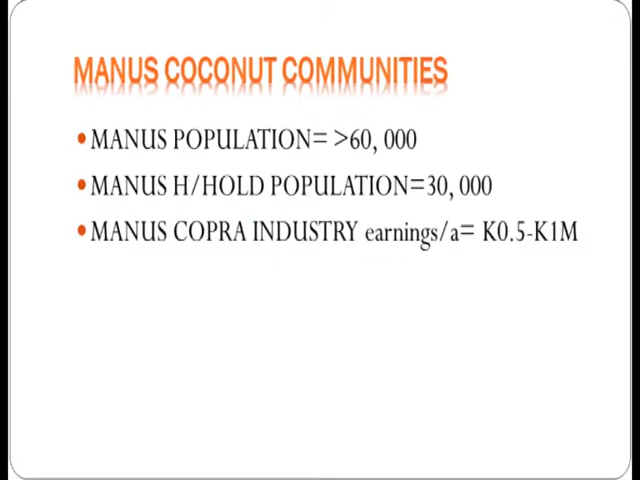 MANUS COCONUT COMMUNITIES
MANUS POPULATION= >60, 000
MANUS H/HOLD POPULATION=30, 000
MANUS COPRA INDUSTRY earnings/a= K0.5-K1M